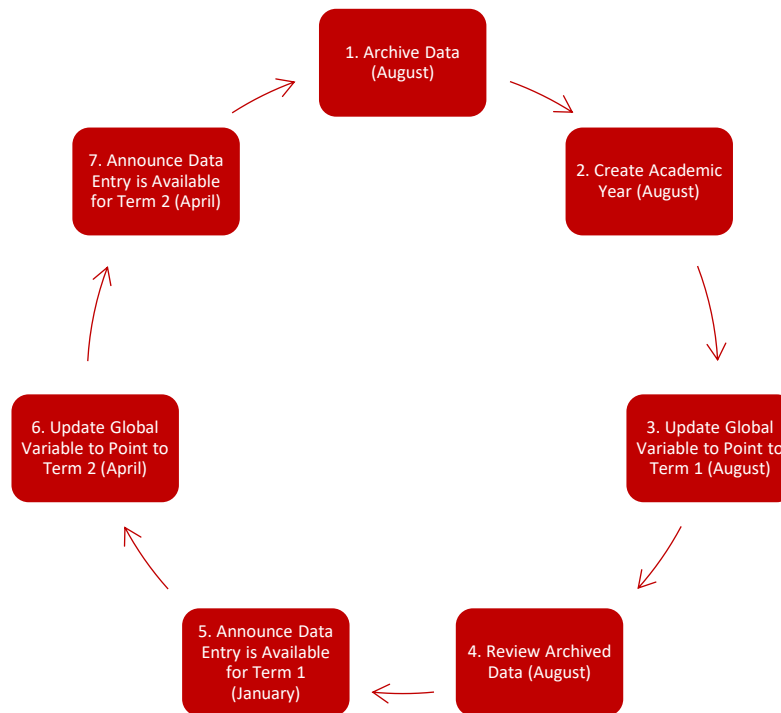 1. Archive Data
(August)
2. Create Academic
Year (August)
3. Update Global
Variable to Point to
Term 1 (August)
4. Review Archived
Data (August)
5. Announce Data
Entry is Available
for Term 1
(January)
6. Update Global
Variable to Point to
Term 2 (April)
7. Announce Data
Entry is Available
for Term 2 (April)